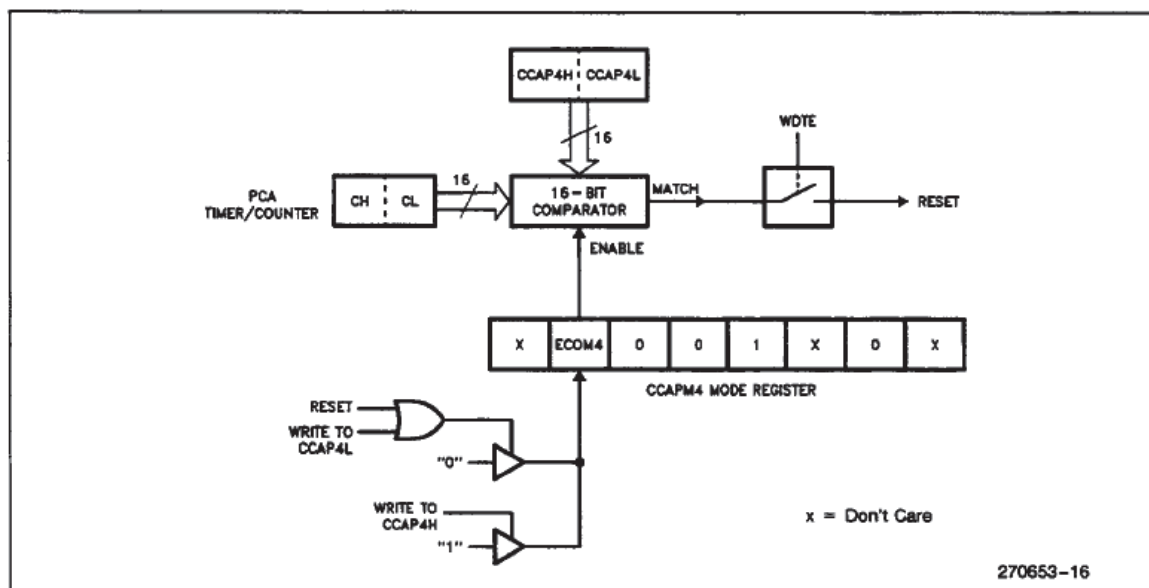 CCAP4H CCAP4L
16
WDTE
PCA
TIMER/COUNTER
CH CL
16
16-BIT
COMPARATOR
MATCH
RESET
ENABLE
X ECOM4 0 0 1 X 0 X
CCAPM4 MODE REGISTER
RESET
WRITE TO
CCAP4L
"0"
WRITE TO
CCAP4H
"1"
x = Don't Care
270653-16